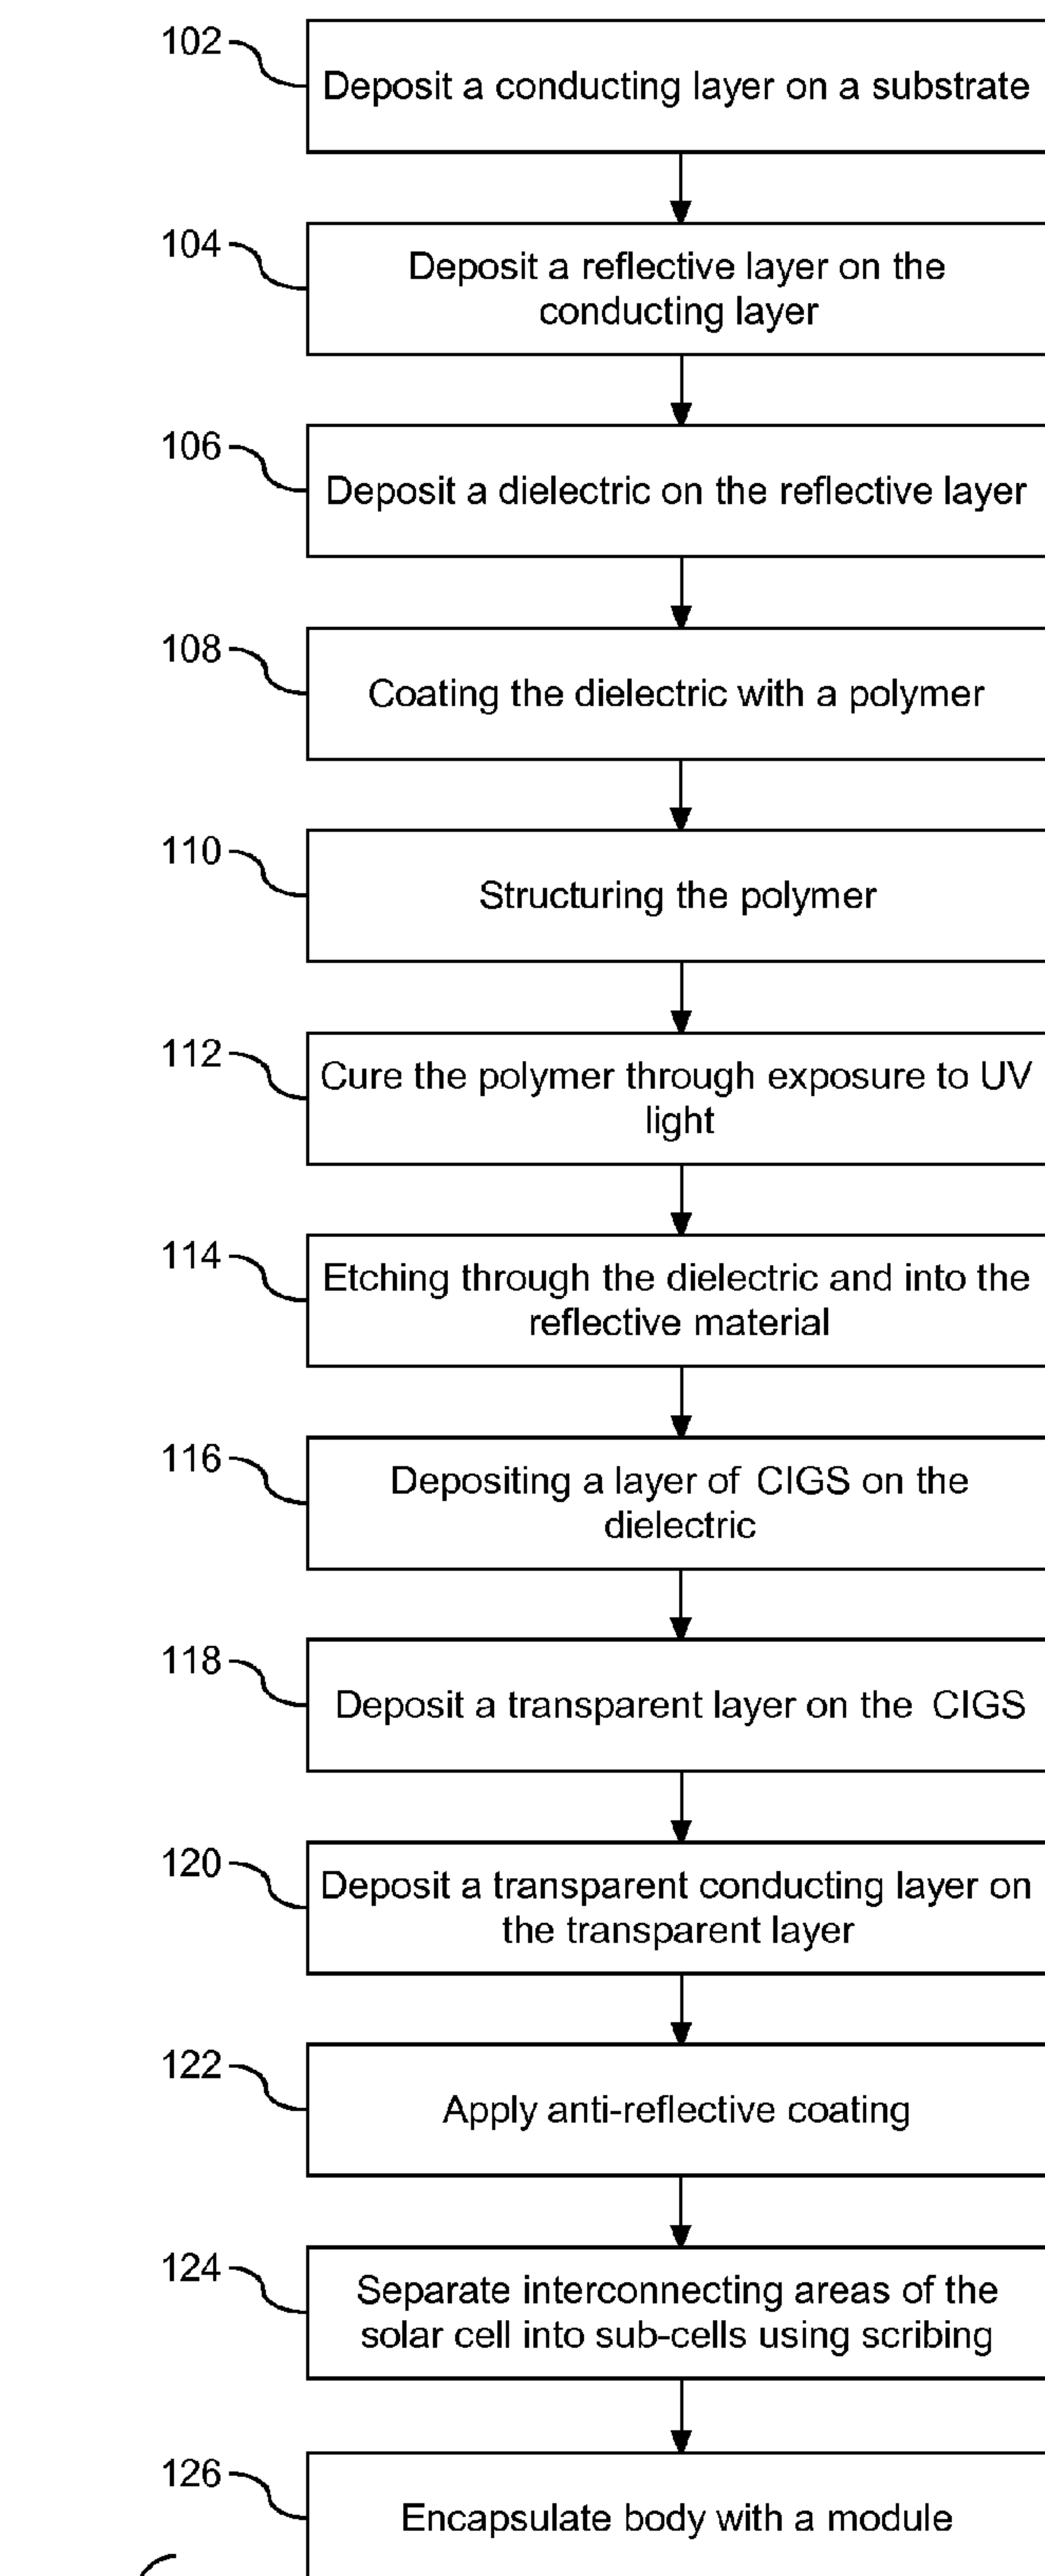 102
Deposit a conducting layer on a substrate
104
Deposit a reflective layer on the
conducting layer
106
Deposit a dielectric on the reflective layer
108
Coating the dielectric with a polymer
110
Structuring the polymer
112
Cure the polymer through exposure to UV
light
114
Etching through the dielectric and into the
reflective material
116
Depositing a layer of CIGS on the
dielectric
118
Deposit a transparent layer on the CIGS
120
Deposit a transparent conducting layer on
the transparent layer
122
Apply anti-reflective coating
124
Separate interconnecting areas of the
solar cell into sub-cells using scribing
126
Encapsulate body with a module